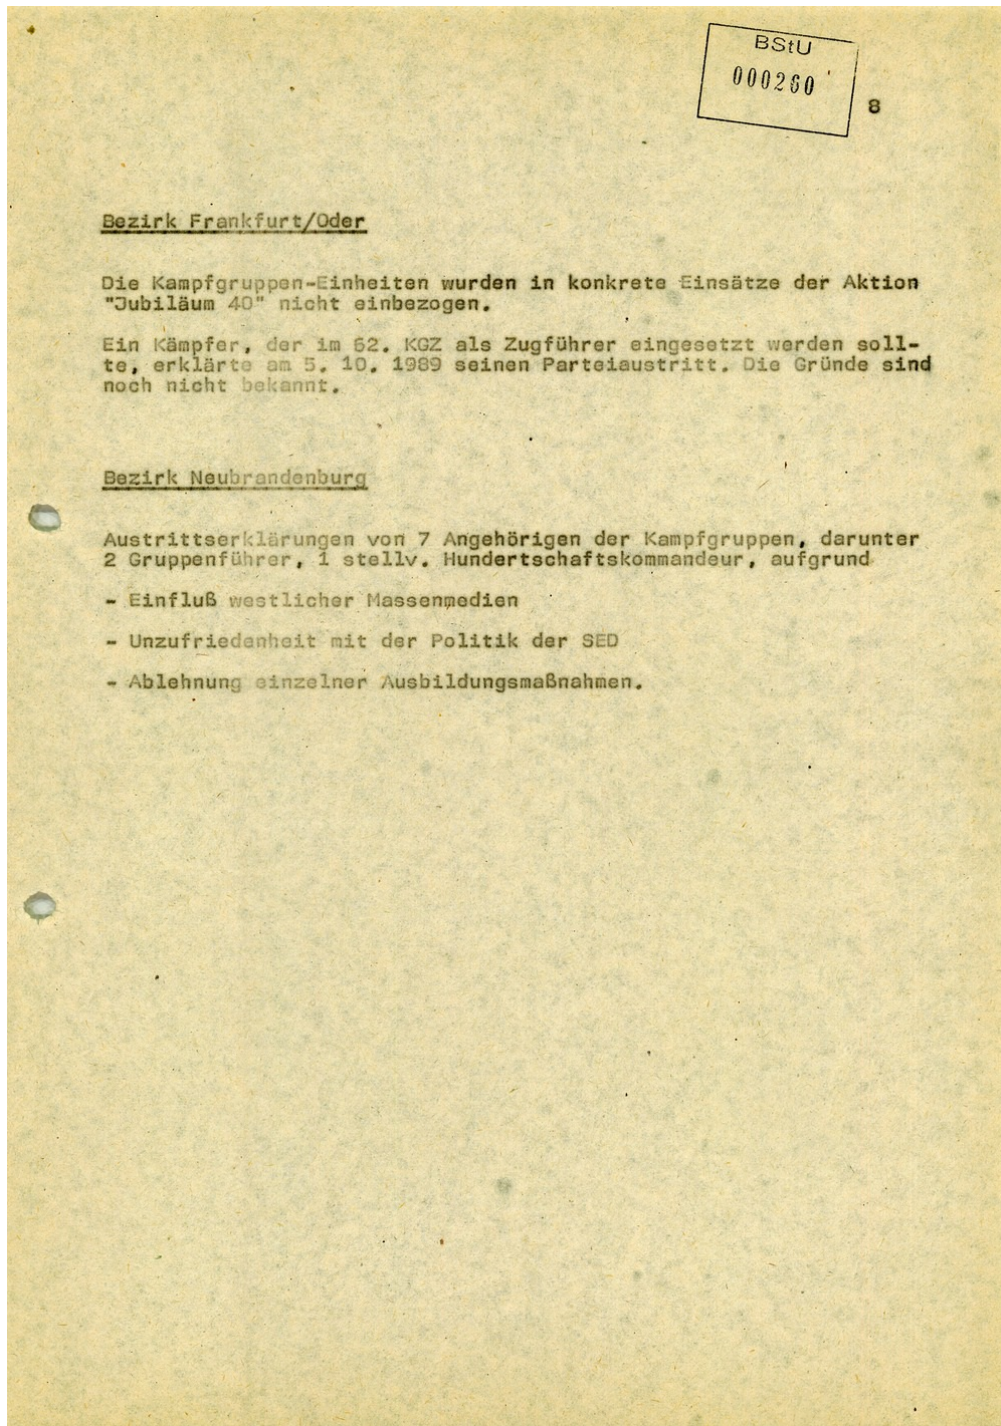 BStU
000260
8
Bezirk Frankfurt/Oder
Die Kampfgruppen-Einheiten wurden in konkrete Einsätze der Aktion
"Jubiläum 40" nicht einbezogen.
Ein Kämpfer, der im 62. KGZ als Zugführer eingesetzt werden soll-
te, erklärte am 5. 10. 1989 seinen Parteiaustritt. Die Gründe sind
noch nicht bekannt.
Bezirk Neubrandenburg
Austrittserklärungen von 7 Angehörigen der Kampfgruppen, darunter
2 Gruppenführer, 1 stellv. Hundertschaftskommandeur, aufgrund
- Einfluß westlicher Massenmedien
- Unzufriedenheit mit der Politik der SED
- Ablehnung einzelner Ausbildungsmaßnahmen.